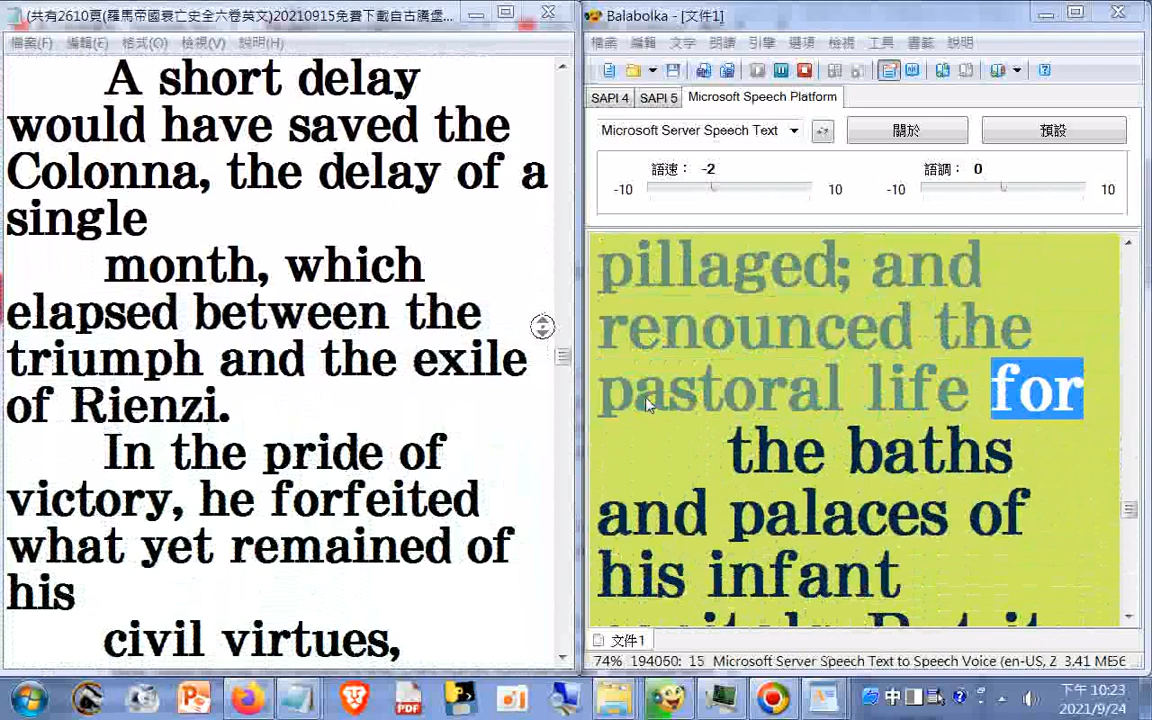 (共有2610頁(羅馬帝國衰亡史全六卷英文)20210915免費下載自古騰堡...
檔案(F) 編輯(E) 格式(O) 檢視(V) 說明(H)
A short delay
would have saved the
Colonna, the delay of a
single
month, which
elapsed between the
triumph and the exile
of Rienzi.
In the pride of
victory, he forfeited
what yet remained of
his
civil virtues,
Balabolka - [文件1]
檔案 編輯 文字 朗讀 引擎 選項 檢視 工具 書籤 說明
SAPI 4 SAPI 5 Microsoft Speech Platform
Microsoft Server Speech Text 關於 預設
語速： -2 語調： 0
-10 10 -10 10
pillaged; and
renounced the
pastoral life for
the baths
and palaces of
his infant
文件1
74% 194050: 15 Microsoft Server Speech Text to Speech Voice (en-US, Z 3.41 МБ
中
下午 10:23
2021/9/24